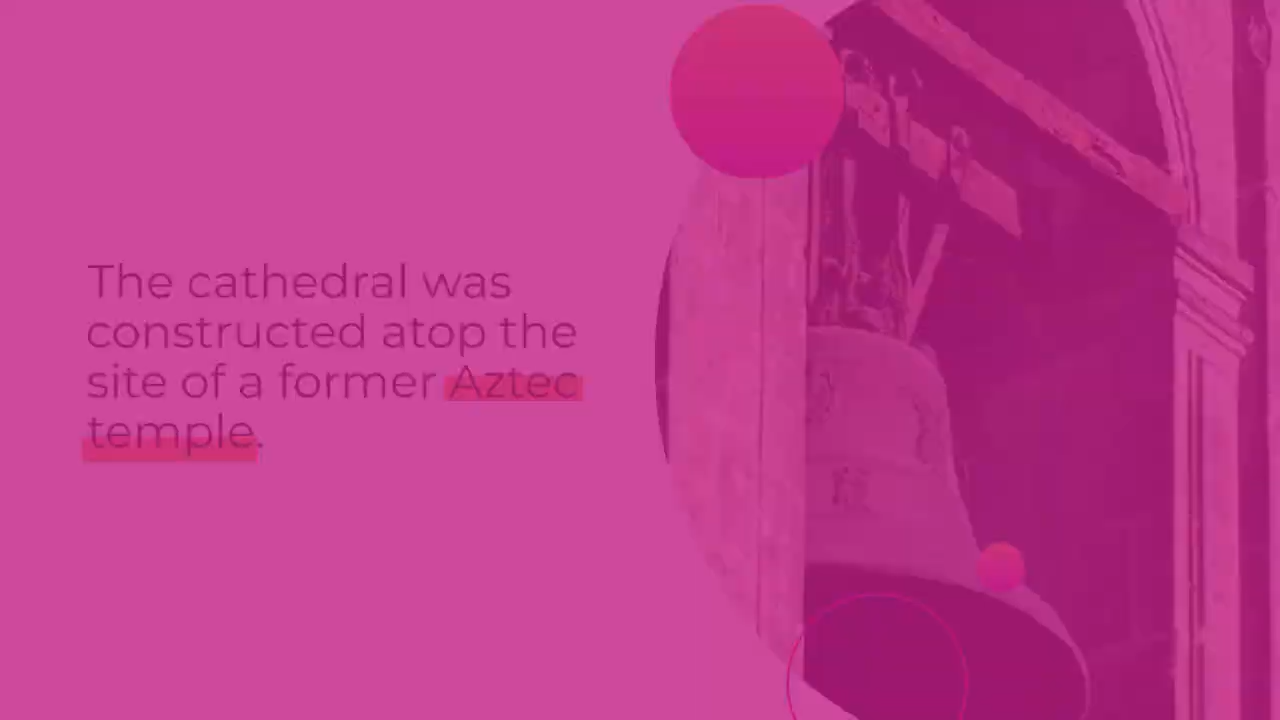 The cathedral was
constructed atop the
site of a former Aztec
temple.